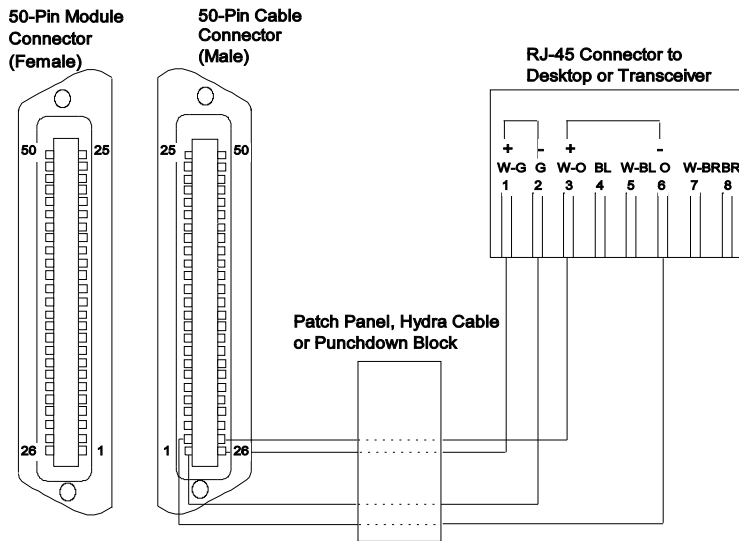 50-Pin Module
Connector
(Female)
50-Pin Cable
Connector
(Male)
RJ-45 Connector to
Desktop or Transceiver
50 25 25 50
+ - + -
W-G G W-O BL W-BL O W-BR BR
1 2 3 4 5 6 7 8
Patch Panel, Hydra Cable
or Punchdown Block
26 1 1 26